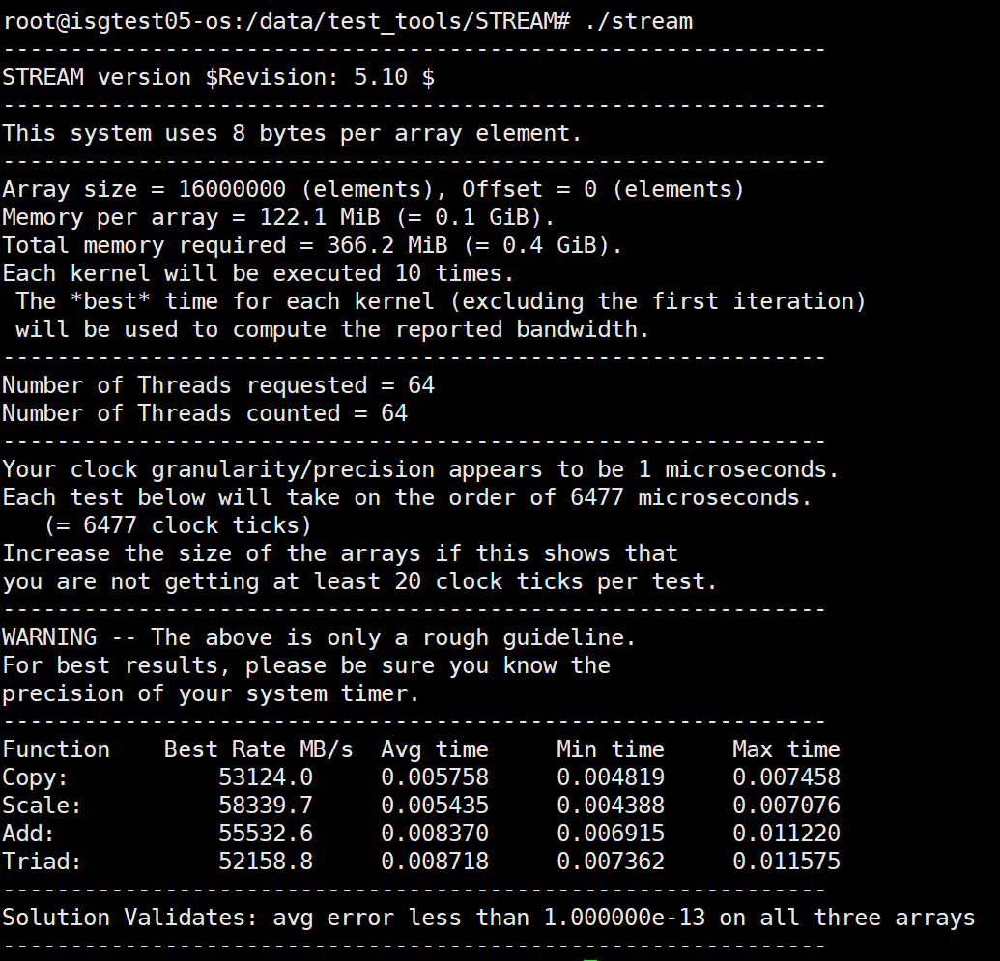 root@isgtest05-os:/data/test_tools/STREAM# ./stream
-------------------------------------------------------------
STREAM version $Revision: 5.10 $
-------------------------------------------------------------
This system uses 8 bytes per array element.
-------------------------------------------------------------
Array size = 16000000 (elements), Offset = 0 (elements)
Memory per array = 122.1 MiB (= 0.1 GiB).
Total memory required = 366.2 MiB (= 0.4 GiB).
Each kernel will be executed 10 times.
 The *best* time for each kernel (excluding the first iteration)
 will be used to compute the reported bandwidth.
-------------------------------------------------------------
Number of Threads requested = 64
Number of Threads counted = 64
-------------------------------------------------------------
Your clock granularity/precision appears to be 1 microseconds.
Each test below will take on the order of 6477 microseconds.
   (= 6477 clock ticks)
Increase the size of the arrays if this shows that
you are not getting at least 20 clock ticks per test.
-------------------------------------------------------------
WARNING -- The above is only a rough guideline.
For best results, please be sure you know the
precision of your system timer.
-------------------------------------------------------------
Function    Best Rate MB/s  Avg time     Min time     Max time
Copy:           53124.0     0.005758     0.004819     0.007458
Scale:          58339.7     0.005435     0.004388     0.007076
Add:            55532.6     0.008370     0.006915     0.011220
Triad:          52158.8     0.008718     0.007362     0.011575
-------------------------------------------------------------
Solution Validates: avg error less than 1.000000e-13 on all three arrays
-------------------------------------------------------------